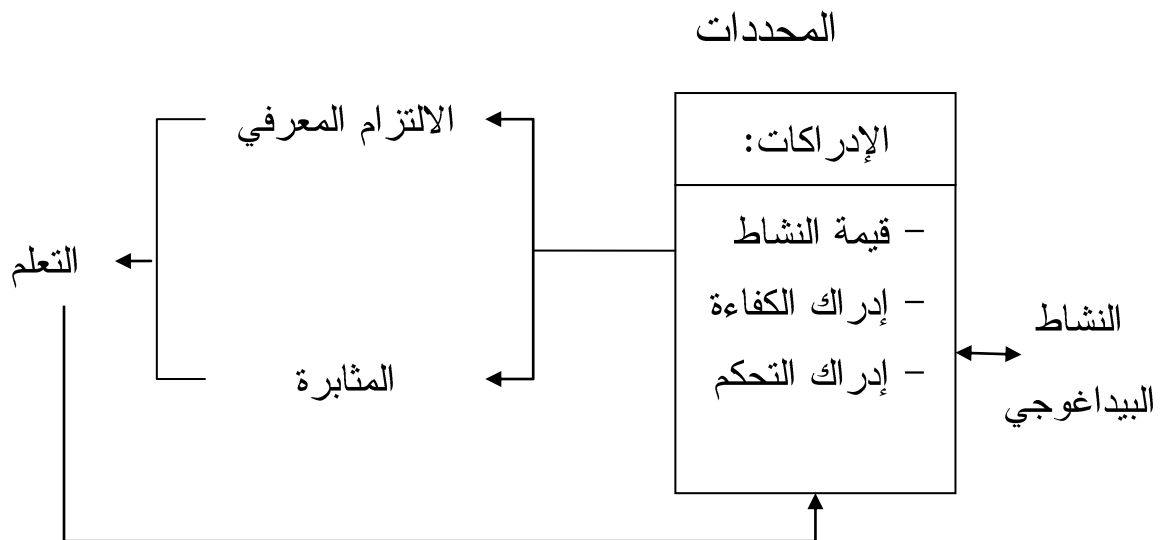 المحددات
الإدراكات:
- قيمة النشاط
- إدراك الكفاءة
- إدراك التحكم
النشاط
البيداغوجي
الالتزام المعرفي
المثابرة
التعلم